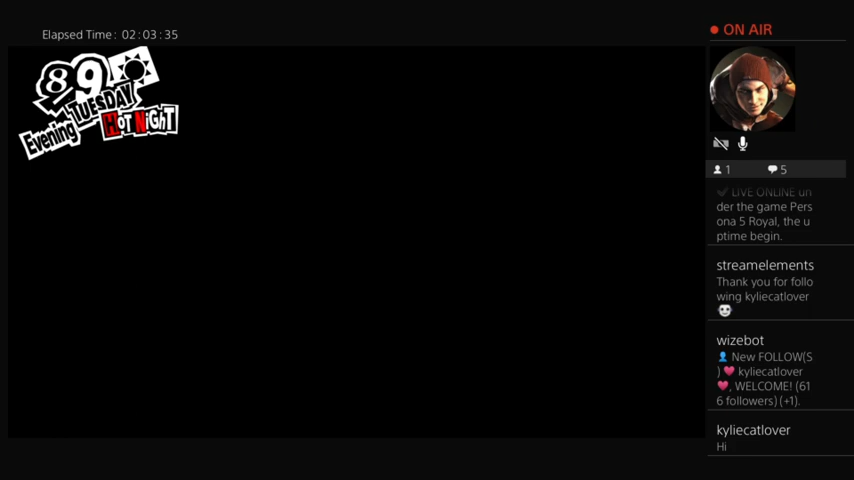 Elapsed Time: 02:03:35
8 9
TUESDAY
Evening
HOT NiGhT
ON AIR
1
5
✔ LIVE ONLINE un
der the game Pers
ona 5 Royal, the u
ptime begin.
streamelements
Thank you for follo
wing kyliecatlover
wizebot
👤 New FOLLOW(S
) ❤ kyliecatlover
❤, WELCOME! (61
6 followers) (+1).
kyliecatlover
Hi